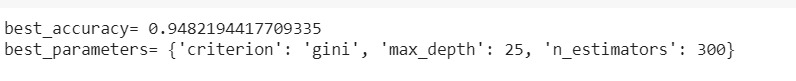 best_accuracy= 0.9482194417709335
best_parameters= {'criterion': 'gini', 'max_depth': 25, 'n_estimators': 300}